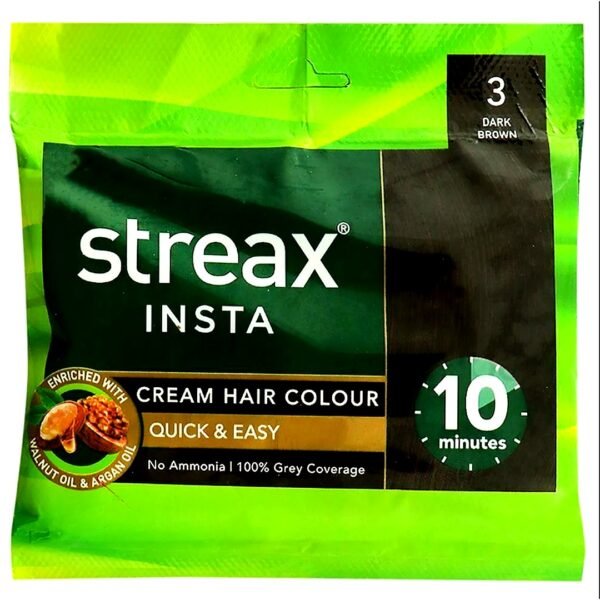 3
DARK
BROWN
streax®
INSTA
ENRICHED WITH
WALNUT OIL & ARGAN OIL
CREAM HAIR COLOUR
QUICK & EASY
No Ammonia | 100% Grey Coverage
10
minutes